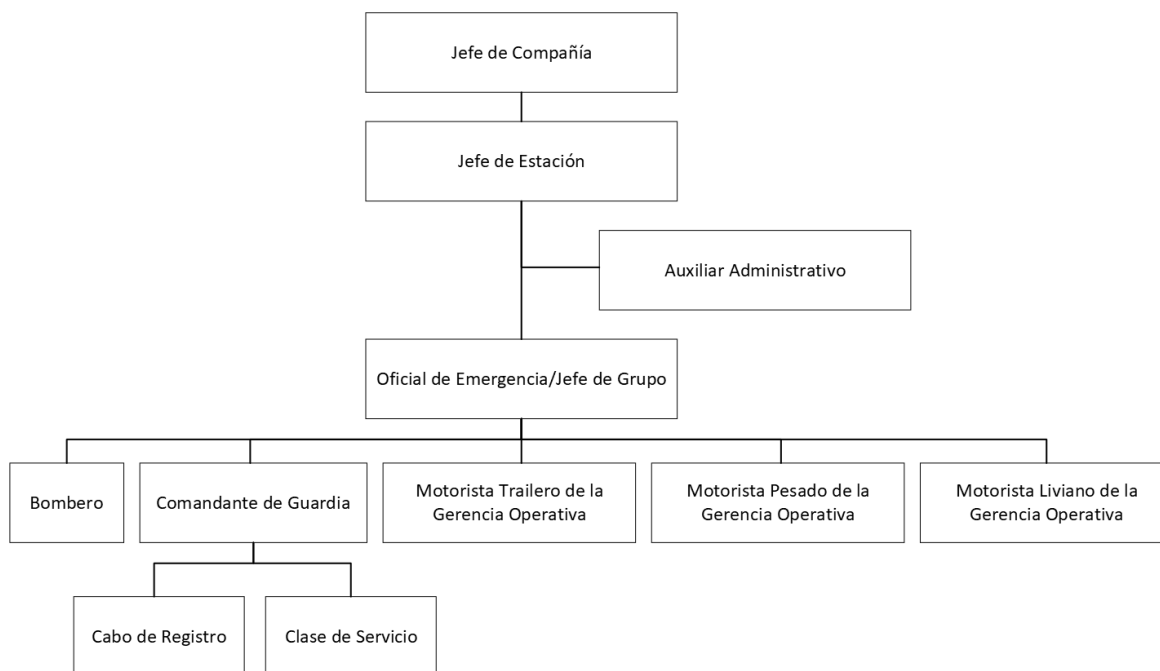 Jefe de Compañía
Jefe de Estación
Auxiliar Administrativo
Oficial de Emergencia/Jefe de Grupo
Bombero
Comandante de Guardia
Motorista Trailero de la
Gerencia Operativa
Motorista Pesado de la
Gerencia Operativa
Motorista Liviano de la
Gerencia Operativa
Cabo de Registro
Clase de Servicio